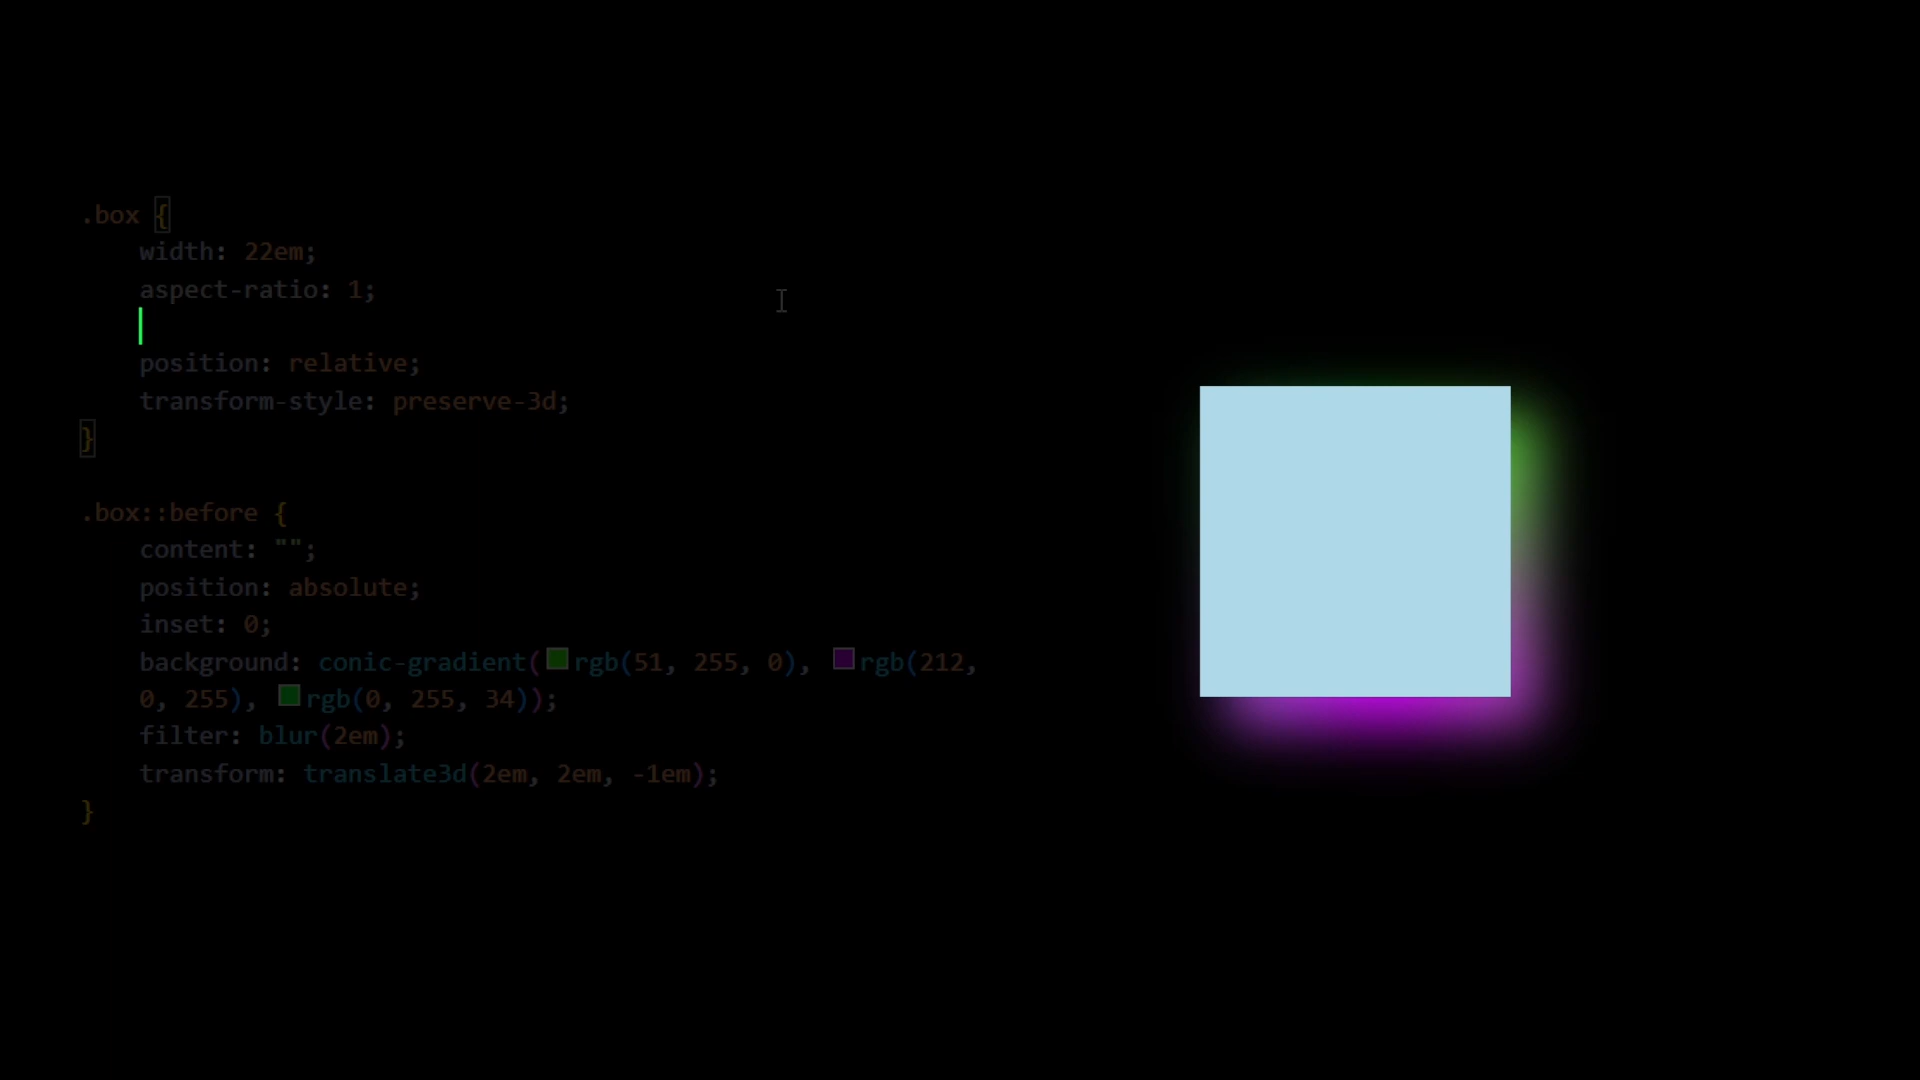 .box {
width: 22em;
aspect-ratio: 1;
position: relative;
transform-style: preserve-3d;
}
.box::before {
content: "";
position: absolute;
inset: 0;
background: conic-gradient(rgb(51, 255, 0), rgb(212,
0, 255), rgb(0, 255, 34));
filter: blur(2em);
transform: translate3d(2em, 2em, -1em);
}